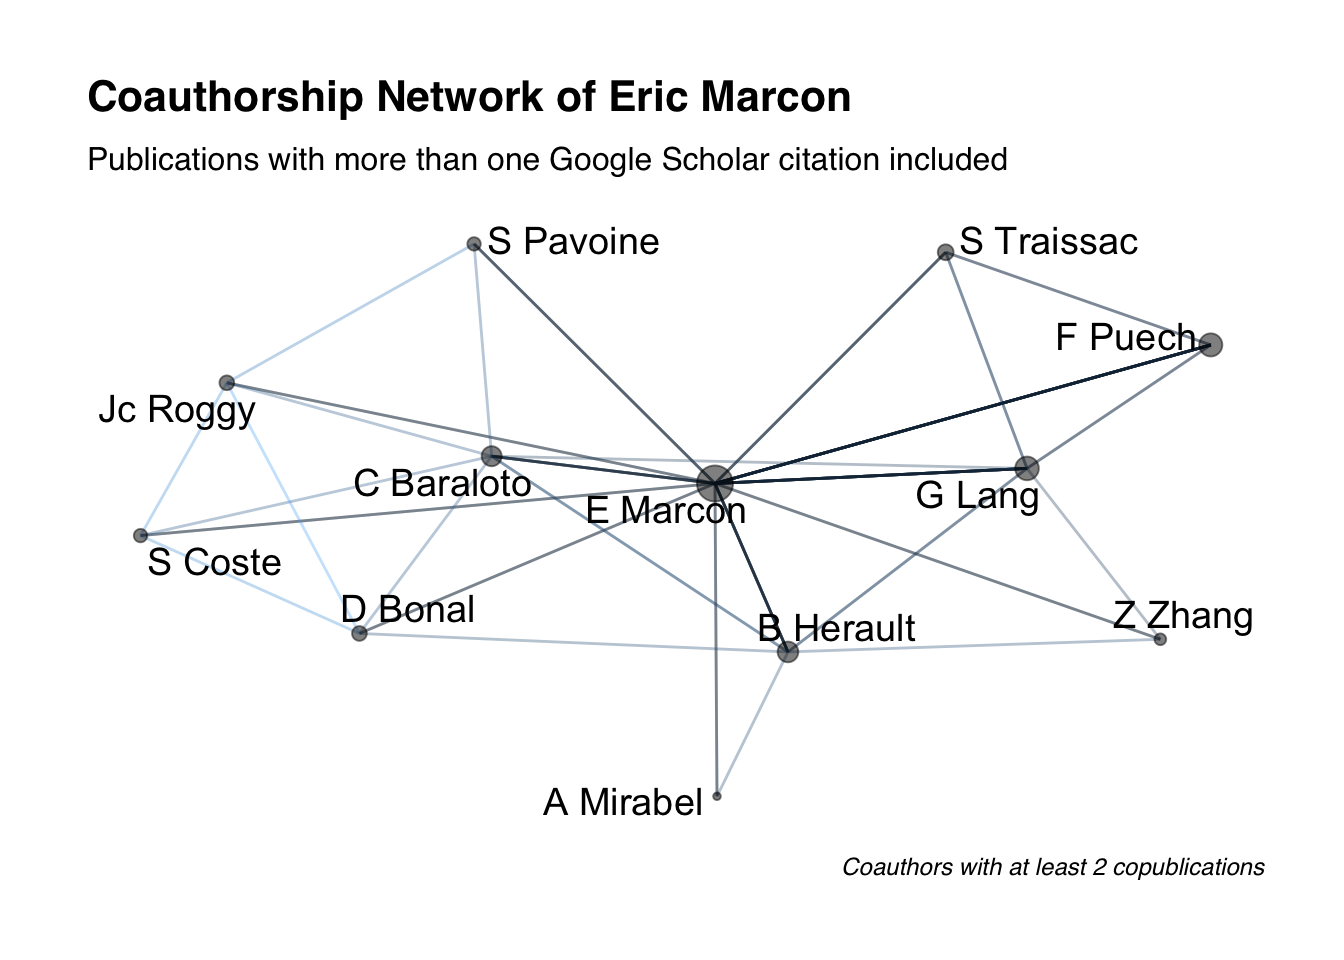 Coauthorship Network of Eric Marcon
Publications with more than one Google Scholar citation included
S Pavoine
S Traissac
F Puech
Jc Roggy
C Baraloto
E Marcon
G Lang
S Coste
D Bonal
B Herault
Z Zhang
A Mirabel
Coauthors with at least 2 copublications